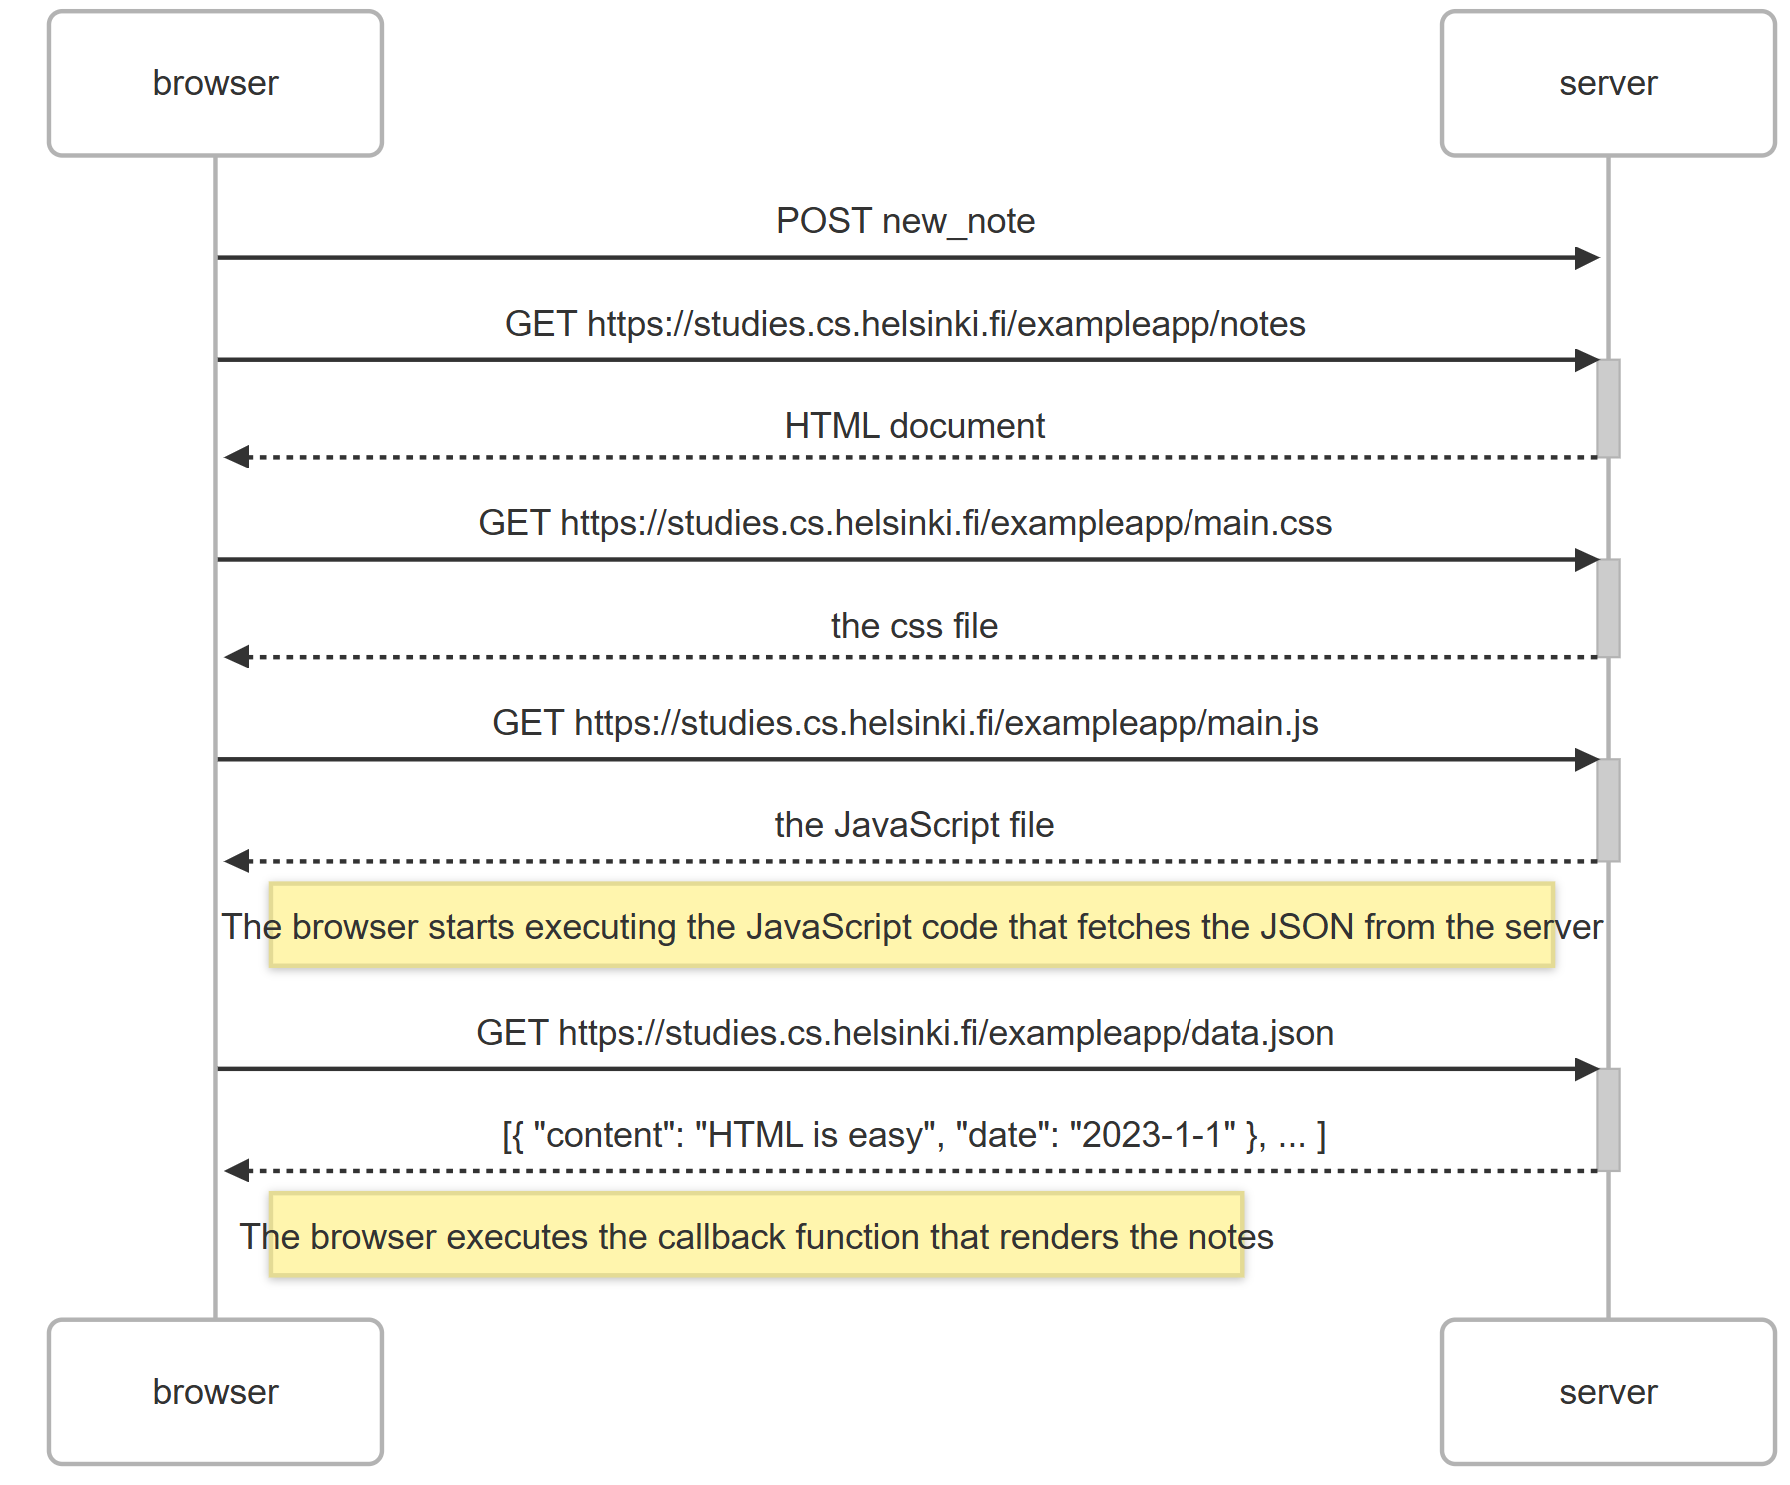 browser
server
POST new_note
GET https://studies.cs.helsinki.fi/exampleapp/notes
HTML document
GET https://studies.cs.helsinki.fi/exampleapp/main.css
the css file
GET https://studies.cs.helsinki.fi/exampleapp/main.js
the JavaScript file
The browser starts executing the JavaScript code that fetches the JSON from the server
GET https://studies.cs.helsinki.fi/exampleapp/data.json
[{ "content": "HTML is easy", "date": "2023-1-1" }, ... ]
The browser executes the callback function that renders the notes
browser
server